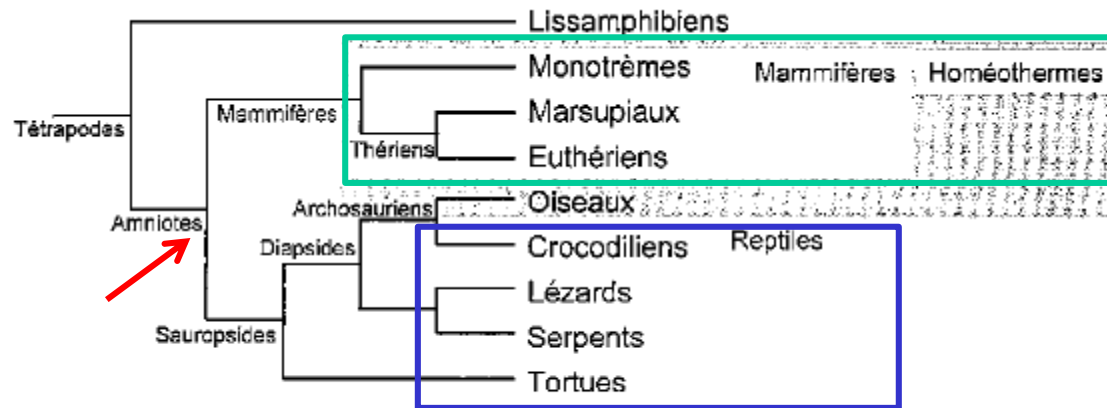 Lissamphibiens
Monotrèmes Mammifères Homéothermes
Mammifères Marsupiaux
Tétrapodes
Thériens Euthériens
Archosauriens Oiseaux
Amniotes
Diapsides Crocodiliens Reptiles
Lézards
Sauropsides Serpents
Tortues